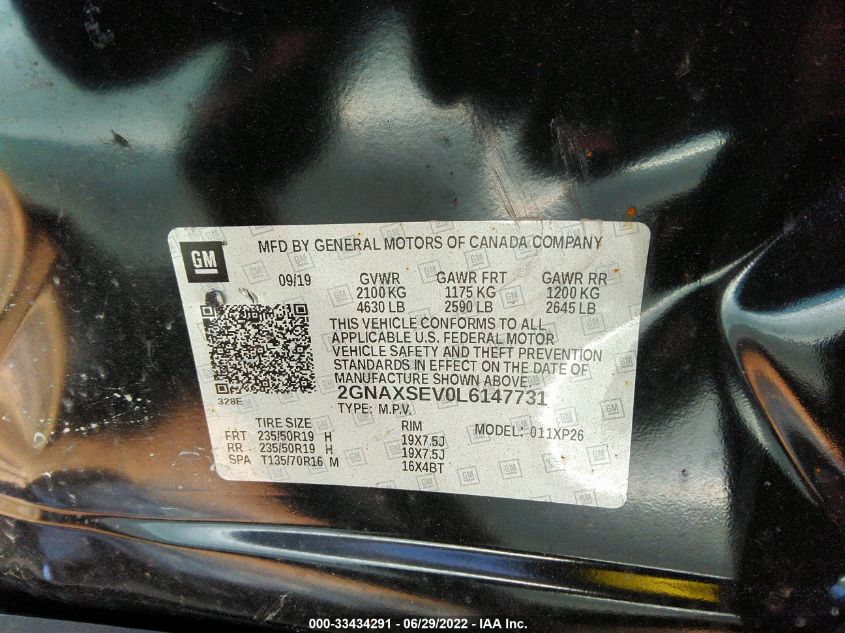 GM
MFD BY GENERAL MOTORS OF CANADA COMPANY
09/19 GVWR GAWR FRT GAWR RR
2100 KG 1175 KG 1200 KG
4630 LB 2590 LB 2645 LB
THIS VEHICLE CONFORMS TO ALL
APPLICABLE U.S. FEDERAL MOTOR
VEHICLE SAFETY AND THEFT PREVENTION
STANDARDS IN EFFECT ON THE DATE OF
MANUFACTURE SHOWN ABOVE
328E
2GNAXSEV0L6147731
TYPE: M.P.V.
TIRE SIZE RIM MODEL: 011XP26
FRT 235/50R19 H 19X7.5J
RR 235/50R19 H 19X7.5J
SPA T135/70R16 M 16X4BT
000-33434291 - 06/29/2022 - IAA Inc.